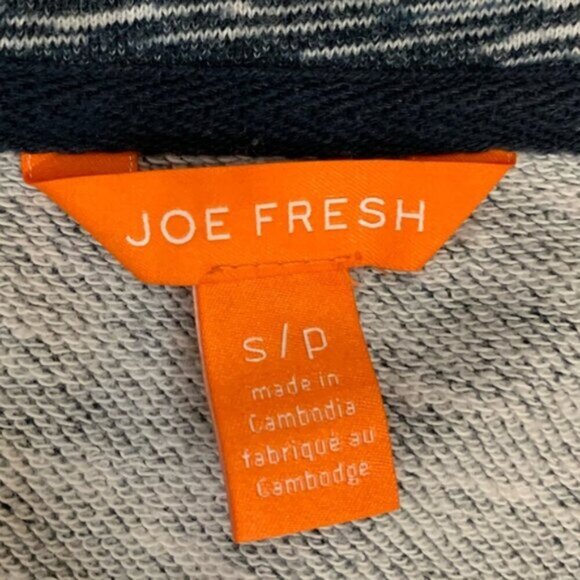 JOE FRESH
s/p
made in
Cambodia
fabriqué au
Cambodge